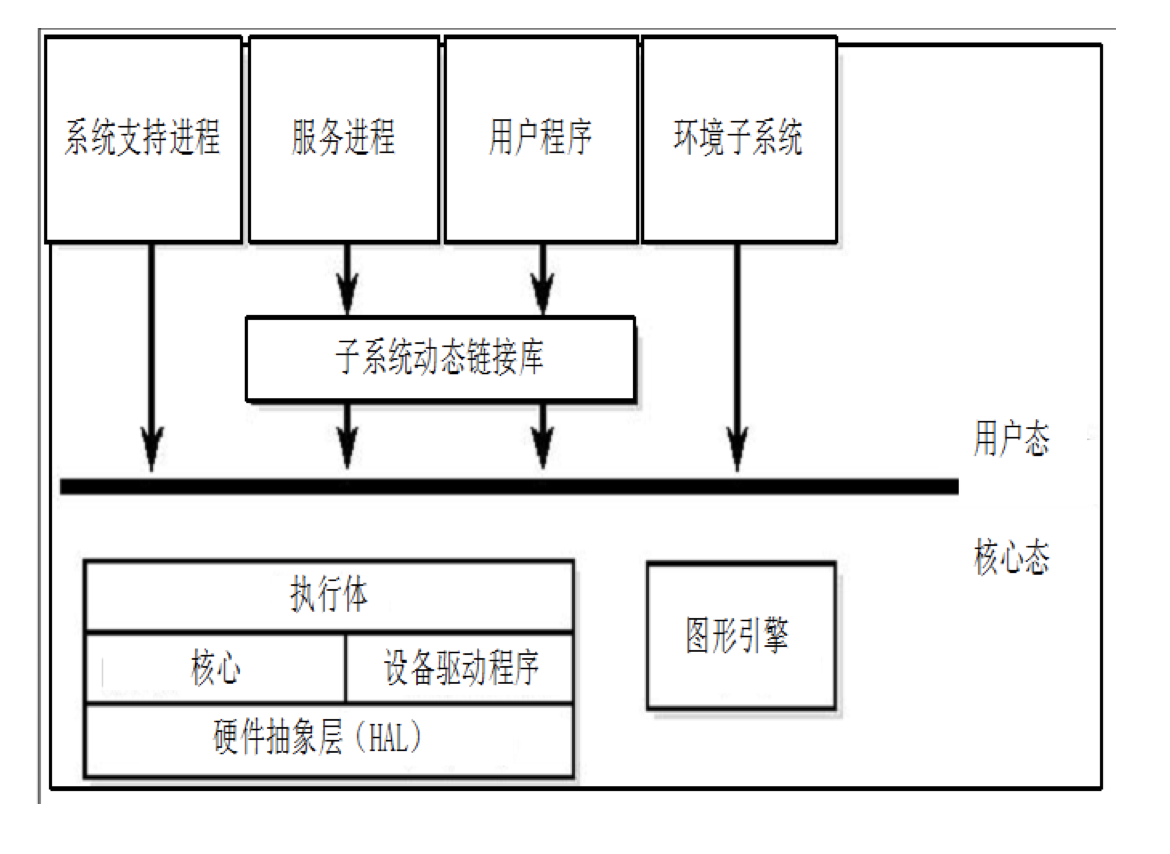 系统支持进程
服务进程
用户程序
环境子系统
子系统动态链接库
用户态
核心态
执行体
图形引擎
核心
设备驱动程序
硬件抽象层（HAL）